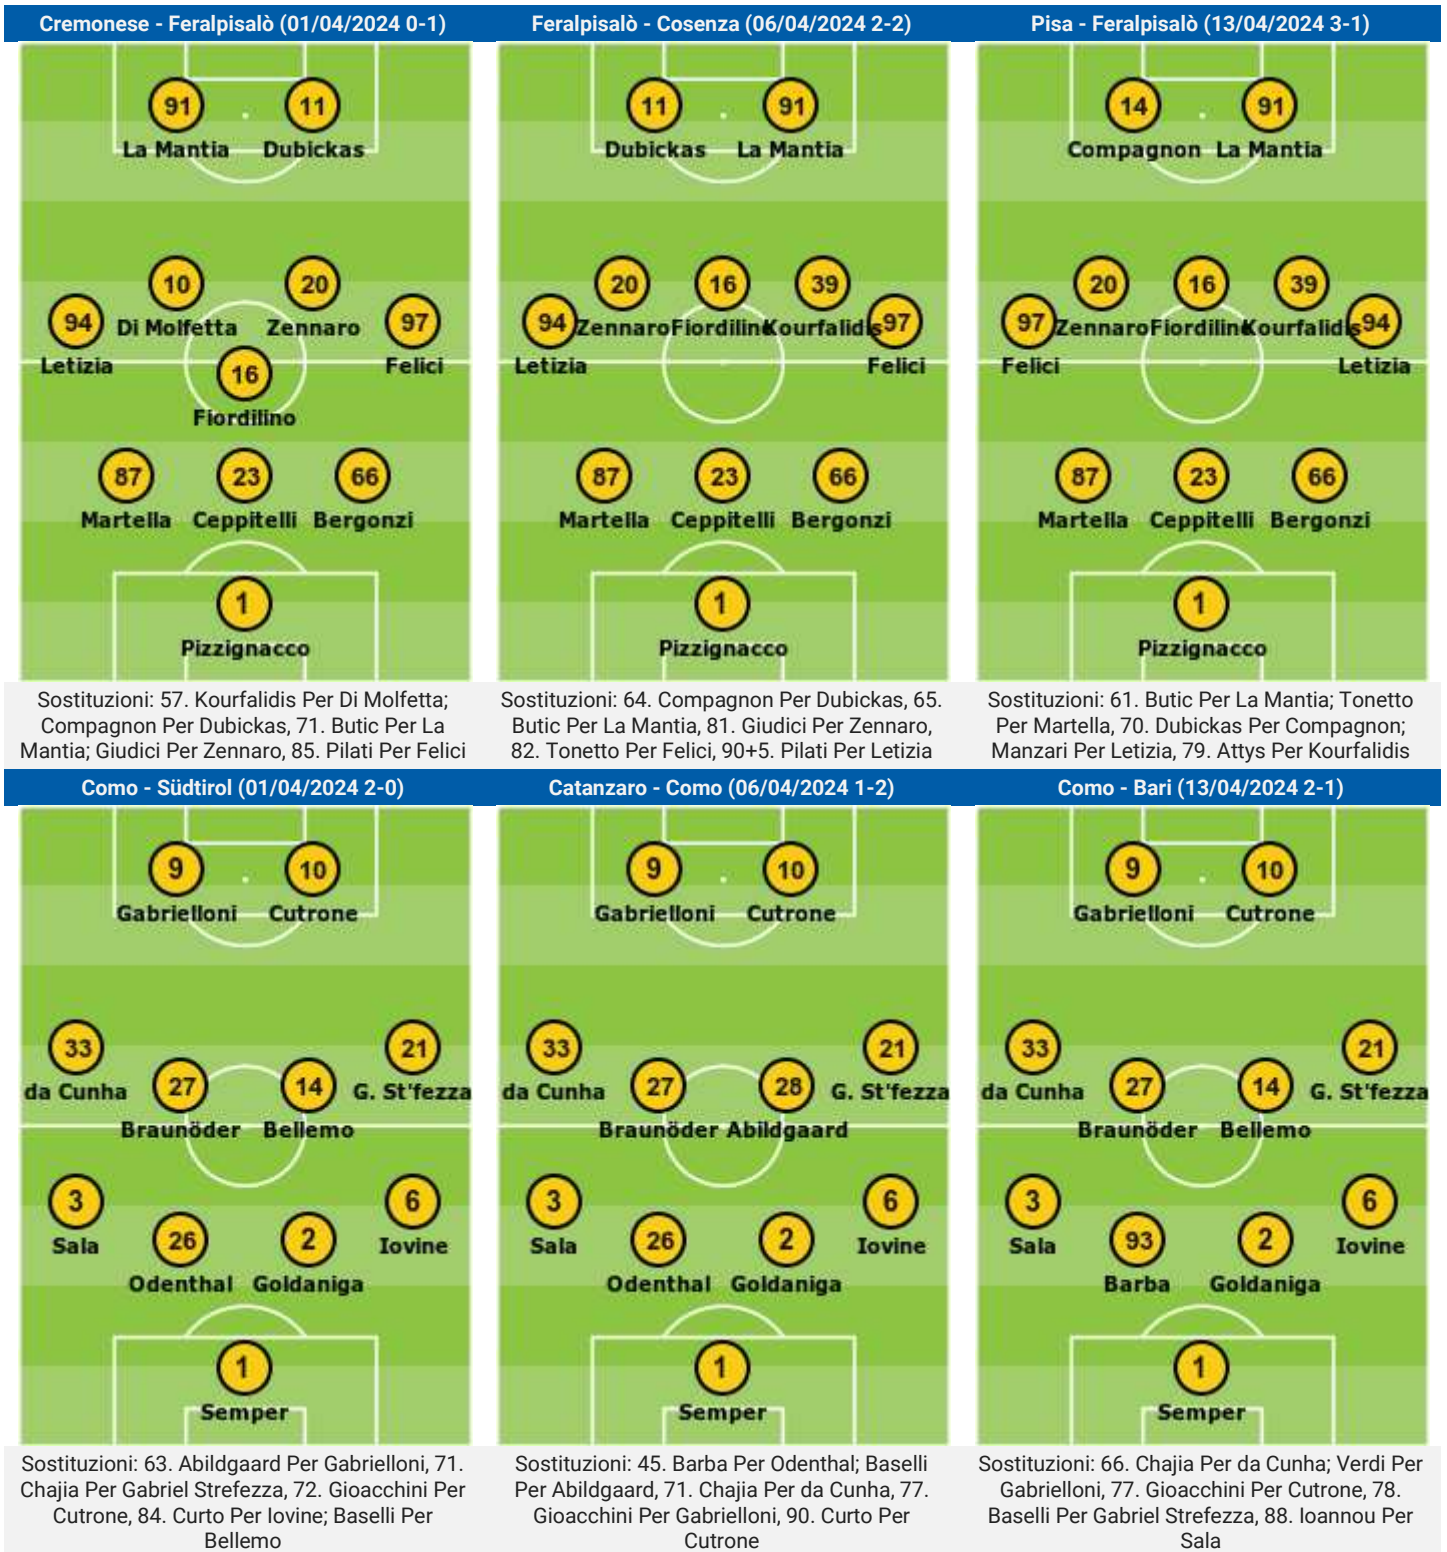 Cremonese - Feralpisalò (01/04/2024 0-1)
91
11
La Mantia
Dubickas
10
20
94
97
Di Molfetta
Zennaro
Letizia
Felici
16
Fiordilino
87
23
66
Martella
Ceppitelli
Bergonzi
1
Pizzignacco
Sostituzioni: 57. Kourfalidis Per Di Molfetta;
Compagnon Per Dubickas, 71. Butic Per La
Mantia; Giudici Per Zennaro, 85. Pilati Per Felici
Feralpisalò - Cosenza (06/04/2024 2-2)
11
91
Dubickas
La Mantia
20
16
39
94
97
Zennaro
Fiordilino
Kourfalidis
Letizia
Felici
87
23
66
Martella
Ceppitelli
Bergonzi
1
Pizzignacco
Sostituzioni: 64. Compagnon Per Dubickas, 65.
Butic Per La Mantia, 81. Giudici Per Zennaro,
82. Tonetto Per Felici, 90+5. Pilati Per Letizia
Pisa - Feralpisalò (13/04/2024 3-1)
14
91
Compagnon
La Mantia
20
16
39
97
94
Zennaro
Fiordilino
Kourfalidis
Felici
Letizia
87
23
66
Martella
Ceppitelli
Bergonzi
1
Pizzignacco
Sostituzioni: 61. Butic Per La Mantia; Tonetto
Per Martella, 70. Dubickas Per Compagnon;
Manzari Per Letizia, 79. Attys Per Kourfalidis
Como - Südtirol (01/04/2024 2-0)
9
10
Gabrielloni
Cutrone
33
21
27
14
da Cunha
G. St'fezza
Braunöder
Bellemo
3
6
26
2
Sala
Iovine
Odenthal
Goldaniga
1
Semper
Sostituzioni: 63. Abildgaard Per Gabrielloni, 71.
Chajia Per Gabriel Strefezza, 72. Gioacchini Per
Cutrone, 84. Curto Per Iovine; Baselli Per
Bellemo
Catanzaro - Como (06/04/2024 1-2)
9
10
Gabrielloni
Cutrone
33
21
27
28
da Cunha
G. St'fezza
Braunöder
Abildgaard
3
6
26
2
Sala
Iovine
Odenthal
Goldaniga
1
Semper
Sostituzioni: 45. Barba Per Odenthal; Baselli
Per Abildgaard, 71. Chajia Per da Cunha, 77.
Gioacchini Per Gabrielloni, 90. Curto Per
Cutrone
Como - Bari (13/04/2024 2-1)
9
10
Gabrielloni
Cutrone
33
21
27
14
da Cunha
G. St'fezza
Braunöder
Bellemo
3
6
93
2
Sala
Iovine
Barba
Goldaniga
1
Semper
Sostituzioni: 66. Chajia Per da Cunha; Verdi Per
Gabrielloni, 77. Gioacchini Per Cutrone, 78.
Baselli Per Gabriel Strefezza, 88. Ioannou Per
Sala